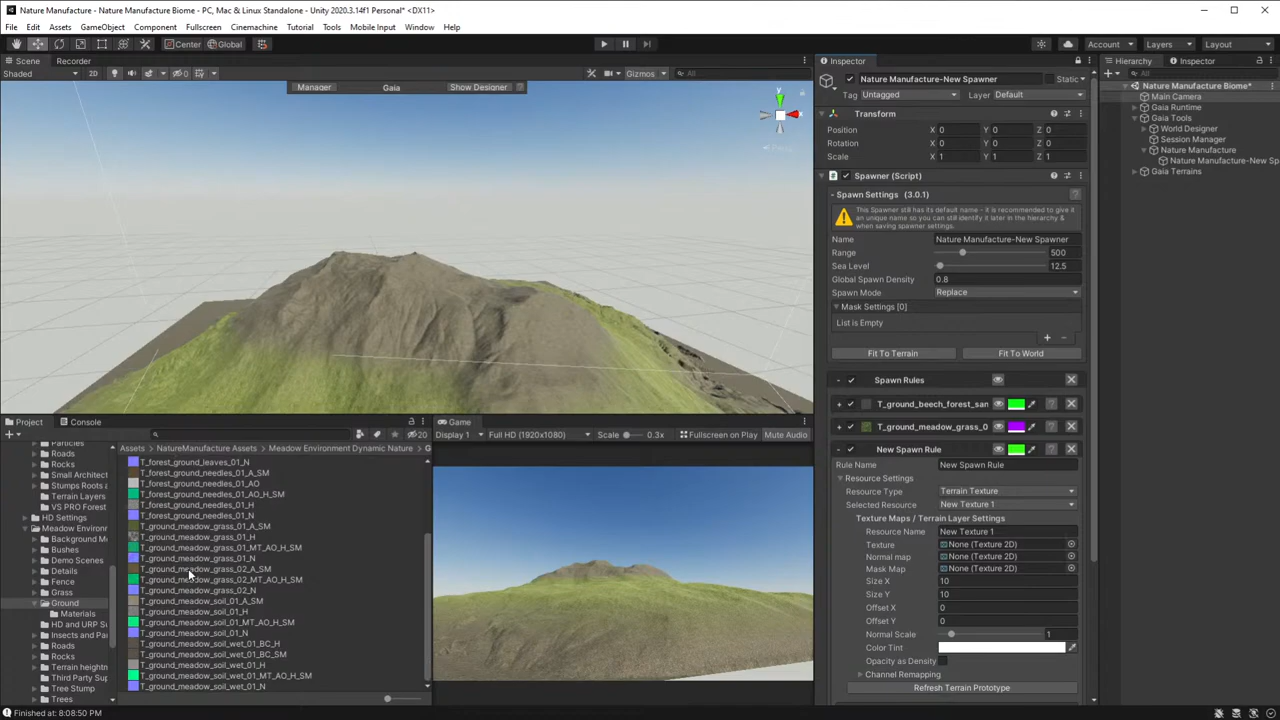 Nature Manufacture Biome - Nature Manufacture Biome - PC, Mac & Linux Standalone - Unity 2020.3.14f1 Personal* <DX11>
File Edit Assets GameObject Component Fullscreen Cinemachine Tutorial Tools Mobile Input Window Help
Center Global Account Layers Layout
Scene Recorder
Shaded 2D 0 Gizmos All
Manager Gaia Show Designer
y
Project Console
20
Assets NatureManufacture Assets Meadow Environment Dynamic Nature G
Particles
Roads
Rocks
Small Architec
Stumps Roots a
Terrain Layers
VS PRO Forest
HD Settings
Meadow Environ
Background M
Bushes
Demo Scenes
Details
Fence
Grass
Ground
Materials
HD and URP Su
Insects and Pa
Roads
Rocks
Terrain height
Third Party Sup
Tree Stump
Trees
T_forest_ground_leaves_01_N
T_forest_ground_needles_01_A_SM
T_forest_ground_needles_01_AO
T_forest_ground_needles_01_AO_H_SM
T_forest_ground_needles_01_H
T_forest_ground_needles_01_N
T_ground_meadow_grass_01_A_SM
T_ground_meadow_grass_01_H
T_ground_meadow_grass_01_MT_AO_H_SM
T_ground_meadow_grass_01_N
T_ground_meadow_grass_02_A_SM
T_ground_meadow_grass_02_MT_AO_H_SM
T_ground_meadow_grass_02_N
T_ground_meadow_soil_01_A_SM
T_ground_meadow_soil_01_H
T_ground_meadow_soil_01_MT_AO_H_SM
T_ground_meadow_soil_01_N
T_ground_meadow_soil_wet_01_BC_H
T_ground_meadow_soil_wet_01_BC_SM
T_ground_meadow_soil_wet_01_H
T_ground_meadow_soil_wet_01_MT_AO_H_SM
T_ground_meadow_soil_wet_01_N
Game
Display 1 Full HD (1920x1080) Scale 0.3x Fullscreen on Play Mute Audio
Inspector
Nature Manufacture-New Spawner Static
Tag Untagged Layer Default
Transform
Position X 0 Y 0 Z 0
Rotation X 0 Y 0 Z 0
Scale X 1 Y 1 Z 1
Spawner (Script)
- Spawn Settings (3.0.1) ?
This Spawner still has its default name - it is recommended to give it
an unique name so you can still identify it later in the hierarchy &
when saving spawner settings.
Name Nature Manufacture-New Spawner
Range 500
Sea Level 12.5
Global Spawn Density 0.8
Spawn Mode Replace
Mask Settings [0]
List is Empty
+ -
Fit To Terrain Fit To World
- Spawn Rules
+ T_ground_beech_forest_san
+ T_ground_meadow_grass_0
- New Spawn Rule
Rule Name New Spawn Rule
Resource Settings
Resource Type Terrain Texture
Selected Resource New Texture 1
Texture Maps / Terrain Layer Settings
Resource Name New Texture 1
Texture None (Texture 2D)
Normal map None (Texture 2D)
Mask Map None (Texture 2D)
Size X 10
Size Y 10
Offset X 0
Offset Y 0
Normal Scale 1
Color Tint
Opacity as Density
Channel Remapping
Refresh Terrain Prototype
Hierarchy Inspector
All
Nature Manufacture Biome*
Main Camera
Gaia Runtime
Gaia Tools
World Designer
Session Manager
Nature Manufacture
Nature Manufacture-New Sp
Gaia Terrains
Finished at: 8:08:50 PM